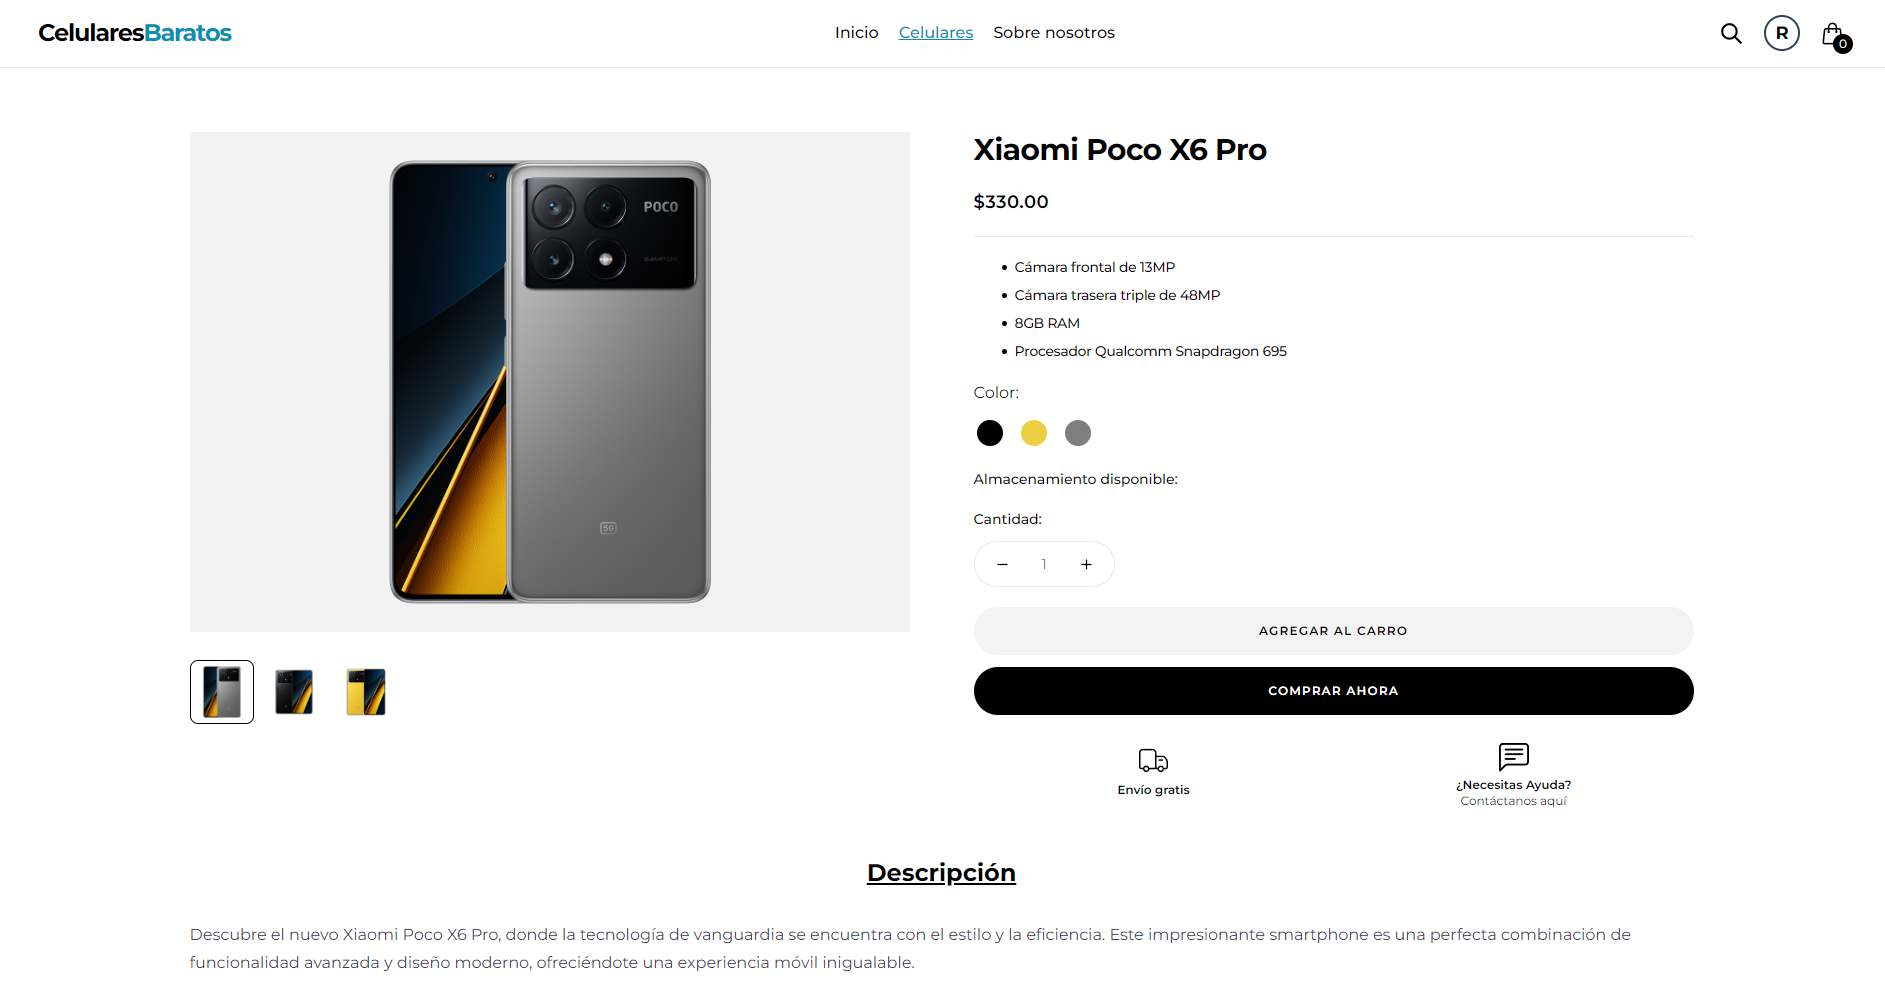 CelularesBaratos
Inicio Celulares Sobre nosotros
R
0
POCO
64MP OIS
5G
Xiaomi Poco X6 Pro
$330.00
Cámara frontal de 13MP
Cámara trasera triple de 48MP
8GB RAM
Procesador Qualcomm Snapdragon 695
Color:
Almacenamiento disponible:
Cantidad:
− 1 +
AGREGAR AL CARRO
COMPRAR AHORA
Envío gratis
¿Necesitas Ayuda?
Contáctanos aquí
Descripción
Descubre el nuevo Xiaomi Poco X6 Pro, donde la tecnología de vanguardia se encuentra con el estilo y la eficiencia. Este impresionante smartphone es una perfecta combinación de
funcionalidad avanzada y diseño moderno, ofreciéndote una experiencia móvil inigualable.